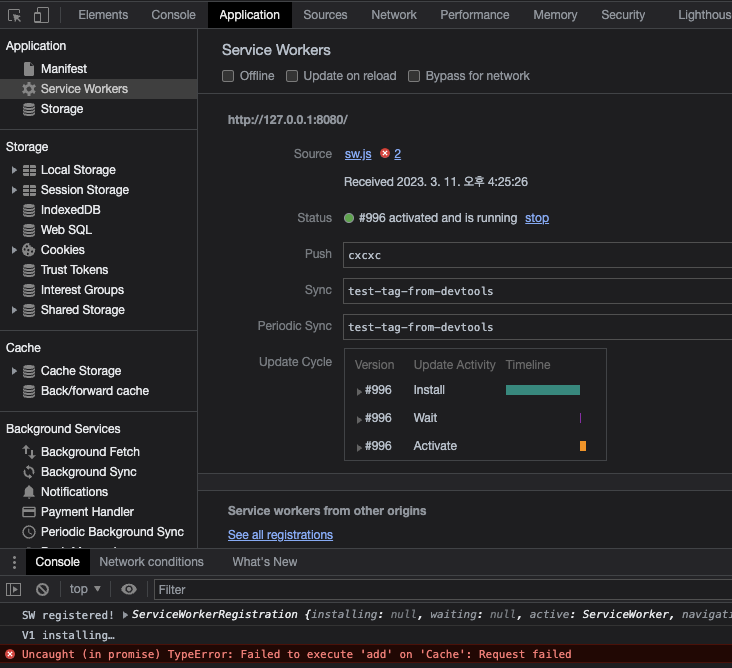 Elements Console Application Sources Network Performance Memory Security Lighthous
Application
Manifest
Service Workers
Storage
Storage
Local Storage
Session Storage
IndexedDB
Web SQL
Cookies
Trust Tokens
Interest Groups
Shared Storage
Cache
Cache Storage
Back/forward cache
Background Services
Background Fetch
Background Sync
Notifications
Payment Handler
Periodic Background Sync
Service Workers
Offline Update on reload Bypass for network
http://127.0.0.1:8080/
Source sw.js 2
Received 2023. 3. 11. 오후 4:25:26
Status #996 activated and is running stop
Push cxcxc
Sync test-tag-from-devtools
Periodic Sync test-tag-from-devtools
Update Cycle Version Update Activity Timeline
#996 Install
#996 Wait
#996 Activate
Service workers from other origins
See all registrations
Console Network conditions What's New
top Filter
SW registered! ServiceWorkerRegistration {installing: null, waiting: null, active: ServiceWorker, navigati
V1 installing…
Uncaught (in promise) TypeError: Failed to execute 'add' on 'Cache': Request failed